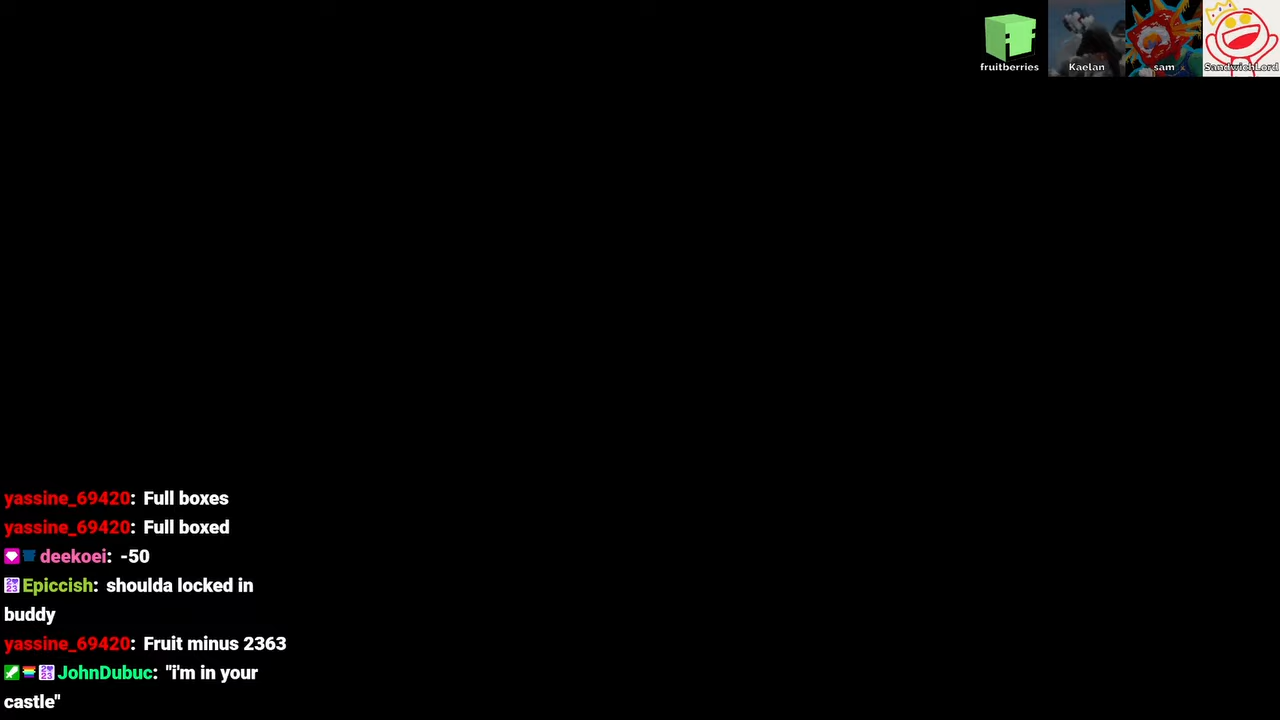 fruitberries Kaelan sam SandwichLord
yassine_69420: Full boxes
yassine_69420: Full boxed
deekoei: -50
Epiccish: shoulda locked in
buddy
yassine_69420: Fruit minus 2363
JohnDubuc: "i'm in your
castle"